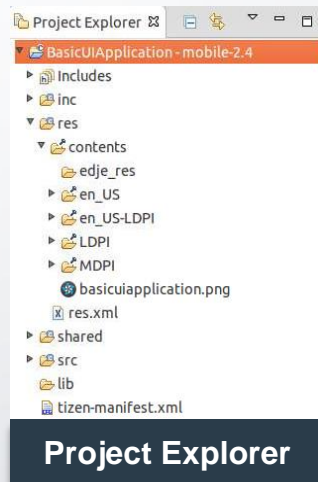 Project Explorer
BasicUIApplication - mobile-2.4
Includes
inc
res
contents
edje_res
en_US
en_US-LDPI
LDPI
MDPI
basicuiapplication.png
res.xml
shared
src
lib
tizen-manifest.xml
Project Explorer